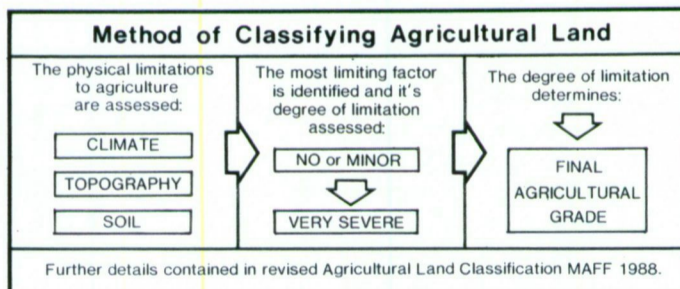 Method of Classifying Agricultural Land
The physical limitations
to agriculture
are assessed:
CLIMATE
TOPOGRAPHY
SOIL
The most limiting factor
is identified and it's
degree of limitation
assessed:
NO or MINOR
VERY SEVERE
The degree of limitation
determines:
FINAL
AGRICULTURAL
GRADE
Further details contained in revised Agricultural Land Classification MAFF 1988.